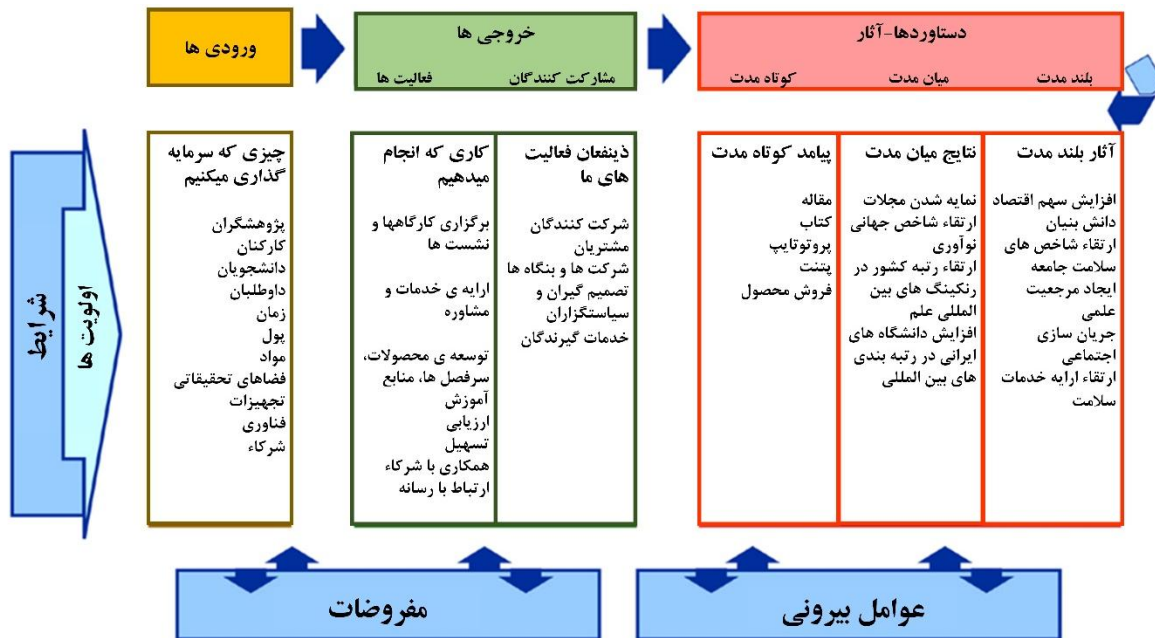 ورودی ها
خروجی ها
فعالیت ها
مشارکت کنندگان
دستاوردها-آثار
کوتاه مدت
میان مدت
بلند مدت
شرایط
اولویت ها
چیزی که سرمایه
گذاری میکنیم
پژوهشگران
کارکنان
دانشجویان
داوطلبان
زمان
پول
مواد
فضاهای تحقیقاتی
تجهیزات
فناوری
شرکاء
کاری که انجام
میدهیم
برگزاری کارگاهها و
نشست ها
ارایه ی خدمات و
مشاوره
توسعه ی محصولات،
سرفصل ها، منابع
آموزش
ارزیابی
تسهیل
همکاری با شرکاء
ارتباط با رسانه
ذینفعان فعالیت
های ما
شرکت کنندگان
مشتریان
شرکت ها و بنگاه ها
تصمیم گیران و
سیاستگزاران
خدمات گیرندگان
پیامد کوتاه مدت
مقاله
کتاب
پروتوتایپ
پتنت
فروش محصول
نتایج میان مدت
نمایه شدن مجلات
ارتقاء شاخص جهانی
نوآوری
ارتقاء رتبه کشور در
رنکینگ های بین
المللی علم
افزایش دانشگاه های
ایرانی در رتبه بندی
های بین المللی
آثار بلند مدت
افزایش سهم اقتصاد
دانش بنیان
ارتقاء شاخص های
سلامت جامعه
ایجاد مرجعیت
علمی
جریان سازی
اجتماعی
ارتقاء ارایه خدمات
سلامت
مفروضات
عوامل بیرونی